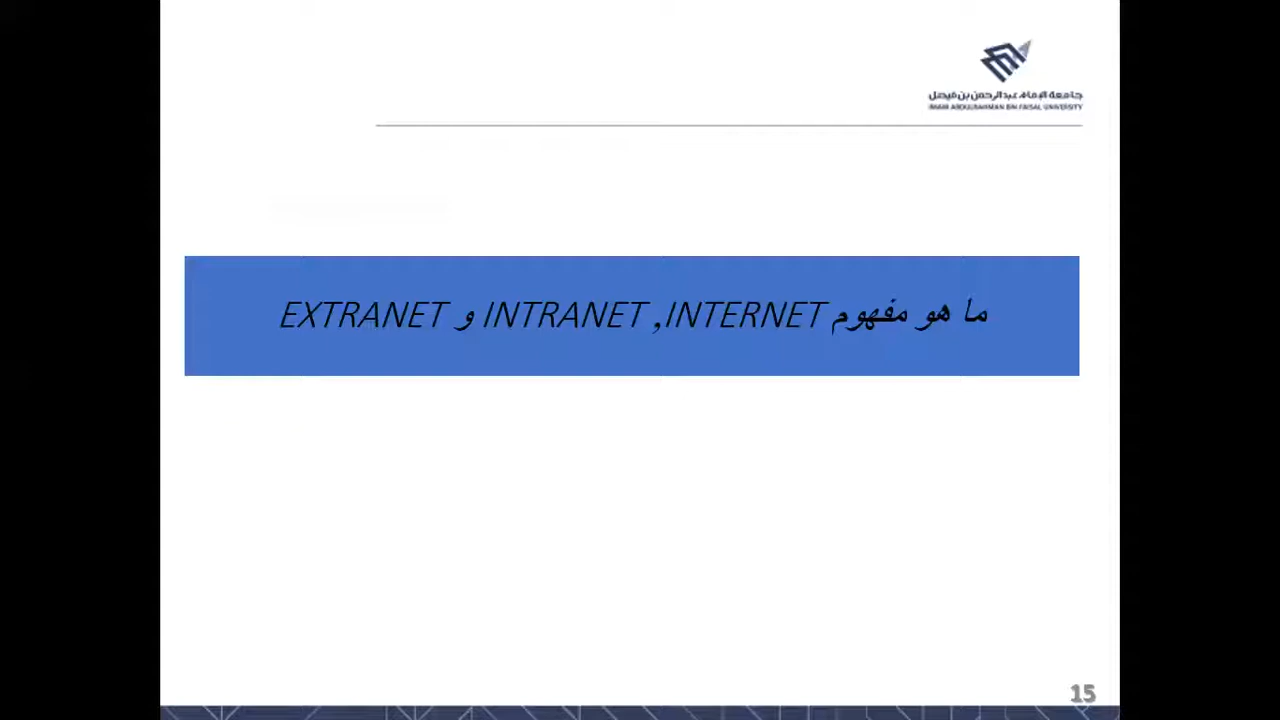 جامعة الإمام عبدالرحمن بن فيصل
IMAM ABDULRAHMAN BIN FAISAL UNIVERSITY
ما هو مفهوم INTRANET ,INTERNET و EXTRANET
15